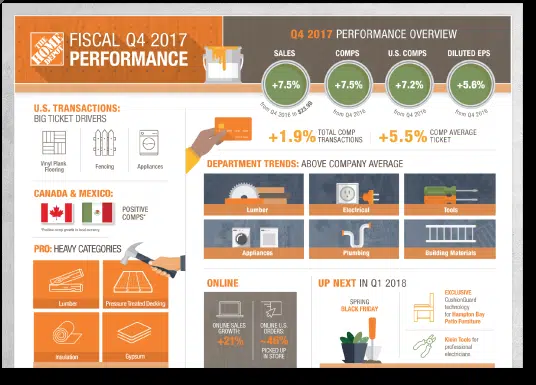 THE HOME DEPOT
FISCAL Q4 2017
PERFORMANCE
Q4 2017 PERFORMANCE OVERVIEW
SALES
COMPS
U.S. COMPS
DILUTED EPS
+7.5%
+7.5%
+7.2%
+5.6%
from Q4 2016 to $23.9B
from Q4 2016
from Q4 2016
from Q4 2016
+1.9% TOTAL COMP
TRANSACTIONS
+5.5% COMP AVERAGE
TICKET
U.S. TRANSACTIONS:
BIG TICKET DRIVERS
Vinyl Plank
Flooring
Fencing
Appliances
CANADA & MEXICO:
POSITIVE
COMPS*
PRO: HEAVY CATEGORIES
Lumber
Pressure Treated Decking
Insulation
Gypsum
DEPARTMENT TRENDS: ABOVE COMPANY AVERAGE
Lumber
Electrical
Tools
Appliances
Plumbing
Building Materials
ONLINE
ONLINE SALES
GROWTH:
+21%
ONLINE U.S.
ORDERS:
~46%
PICKED UP
IN STORE
UP NEXT IN Q1 2018
SPRING
BLACK FRIDAY
EXCLUSIVE
CushionGuard
technology
for Hampton Bay
Patio Furniture
Klein Tools for
professional
electricians